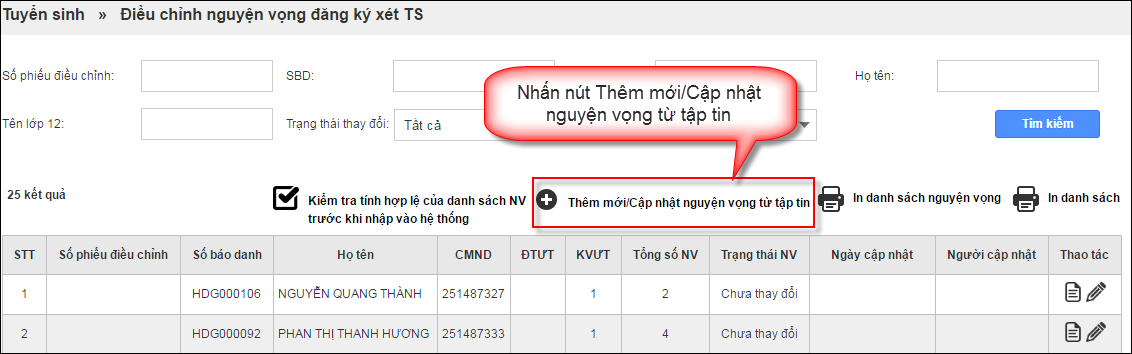 Tuyển sinh » Điều chỉnh nguyện vọng đăng ký xét TS
Số phiếu điều chỉnh: SBD: Họ tên:
Nhấn nút Thêm mới/Cập nhật
nguyện vọng từ tập tin
Tên lớp 12: Trạng thái thay đổi: Tất cả Tìm kiếm
25 kết quả
Kiểm tra tính hợp lệ của danh sách NV
trước khi nhập vào hệ thống
Thêm mới/Cập nhật nguyện vọng từ tập tin
In danh sách nguyện vọng
In danh sách
STT Số phiếu điều chỉnh Số báo danh Họ tên CMND ĐTƯT KVƯT Tổng số NV Trạng thái NV Ngày cập nhật Người cập nhật Thao tác
1 HDG000106 NGUYỄN QUANG THÀNH 251487327 1 2 Chưa thay đổi
2 HDG000092 PHAN THỊ THANH HƯƠNG 251487333 1 4 Chưa thay đổi